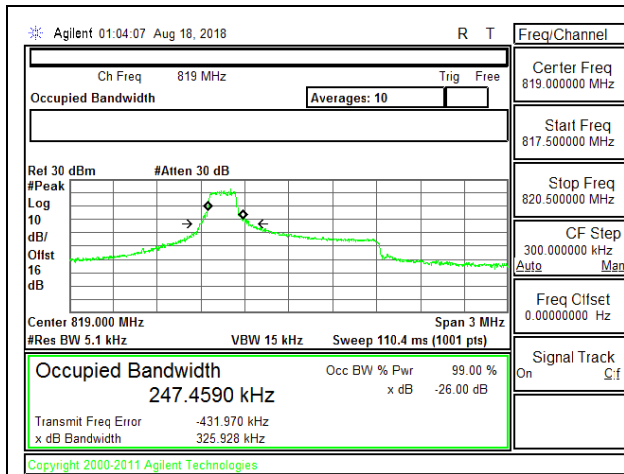 Agilent 01:04:07 Aug 18, 2018 R T
Ch Freq 819 MHz Trig Free
Occupied Bandwidth Averages: 10
Ref 30 dBm #Atten 30 dB
#Peak
Log
10
dB/
Offst
16
dB
Center 819.000 MHz Span 3 MHz
#Res BW 5.1 kHz VBW 15 kHz Sweep 110.4 ms (1001 pts)
Occupied Bandwidth Occ BW % Pwr 99.00 %
247.4590 kHz x dB -26.00 dB
Transmit Freq Error -431.970 kHz
x dB Bandwidth 325.928 kHz
Copyright 2000-2011 Agilent Technologies
Freq/Channel
Center Freq
819.000000 MHz
Start Freq
817.500000 MHz
Stop Freq
820.500000 MHz
CF Step
300.000000 kHz
Auto Man
Freq Offset
0.00000000 Hz
Signal Track
On Off